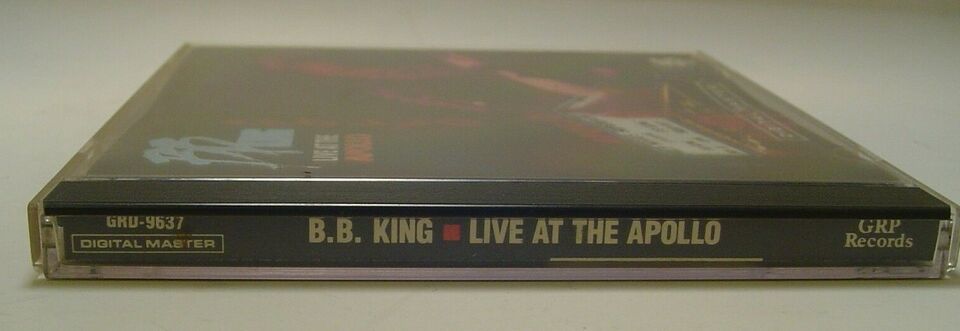 LIVE AT THE
APOLLO
GRD-9637
DIGITAL MASTER
B.B. KING ■ LIVE AT THE APOLLO
GRP
Records